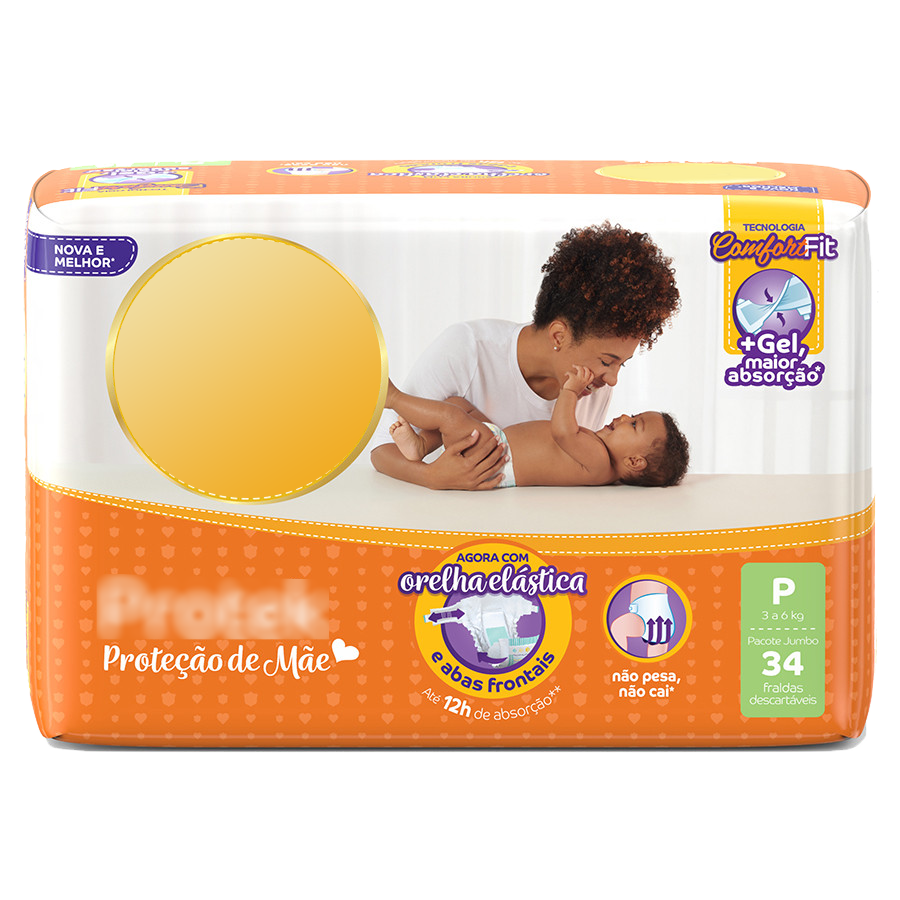 NOVA E
MELHOR*
TECNOLOGIA
ComfortFit
+Gel,
maior
absorção*
AGORA COM
orelha elástica
e abas frontais
Até 12h de absorção**
não pesa,
não cai*
Proteção de Mãe
P
3 a 6 kg
Pacote Jumbo
34
fraldas
descartáveis